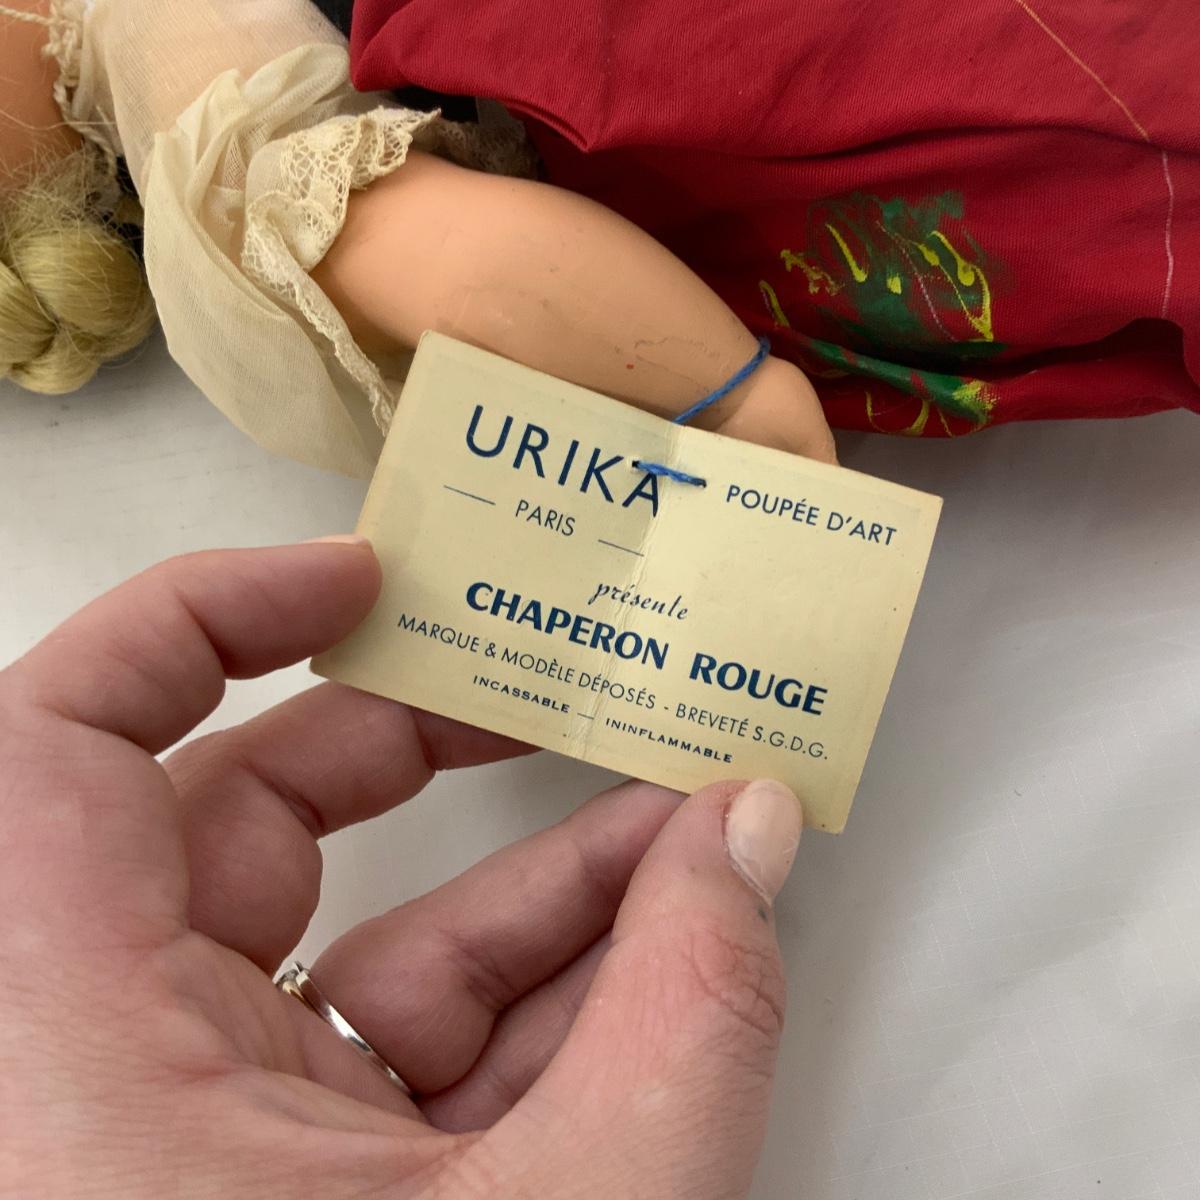 URIKA
PARIS
POUPÉE D'ART
présente
CHAPERON ROUGE
MARQUE & MODÈLE DÉPOSÉS - BREVETÉ S.G.D.G.
INCASSABLE — ININFLAMMABLE